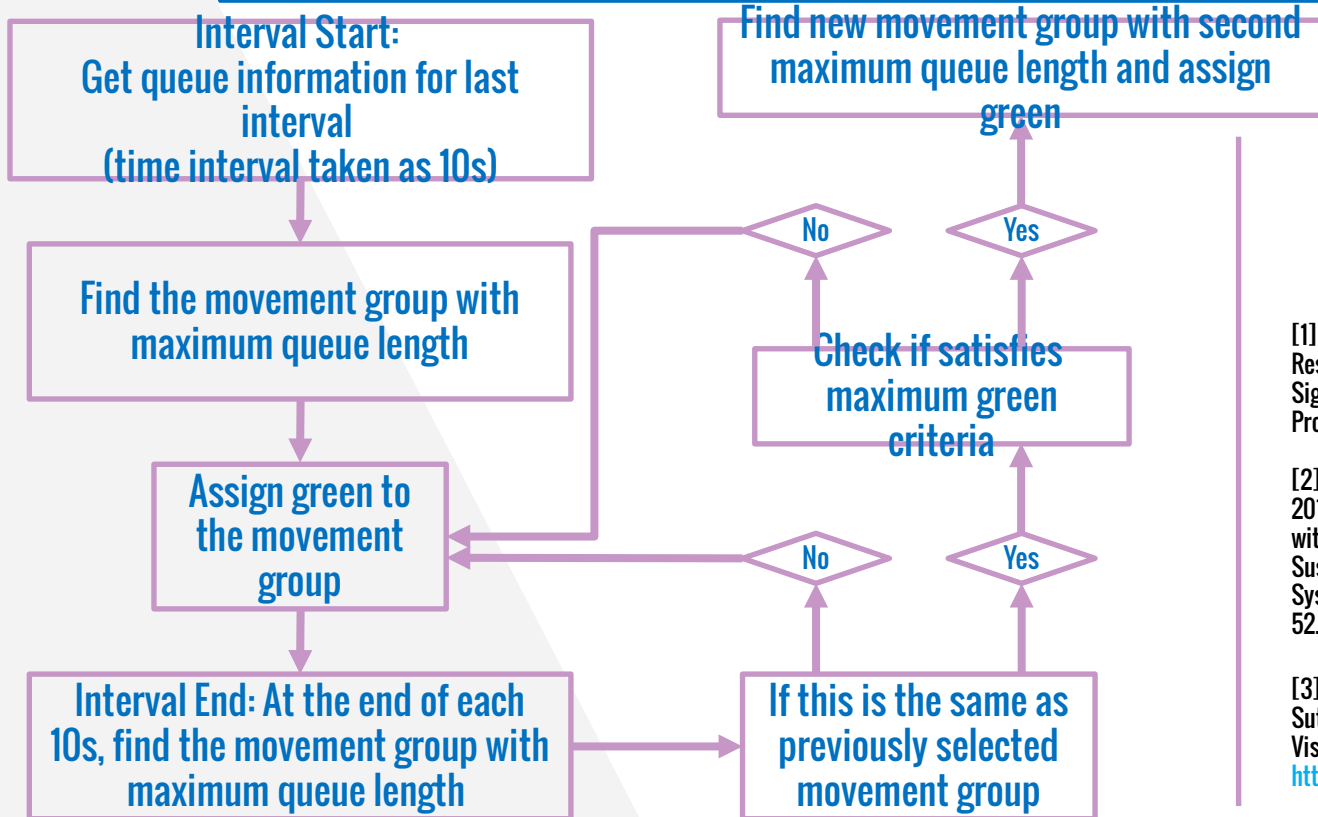 Interval Start:
Get queue information for last
interval
(time interval taken as 10s)
Find the movement group with
maximum queue length
Assign green to
the movement
group
Interval End: At the end of each
10s, find the movement group with
maximum queue length
If this is the same as
previously selected
movement group
No
Yes
Check if satisfies
maximum green
criteria
No
Yes
Find new movement group with second
maximum queue length and assign
green
[1]
Res
Sig
Pro
[2]
201
wit
Sus
Sys
52.
[3]
Sut
Vis
htt